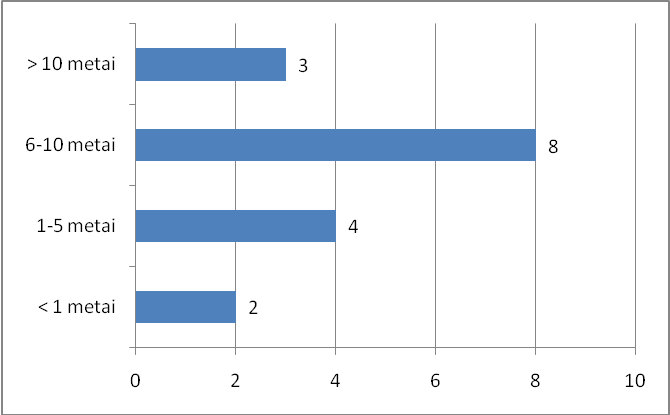 > 10 metai 3
6-10 metai 8
1-5 metai 4
< 1 metai 2
0 2 4 6 8 10